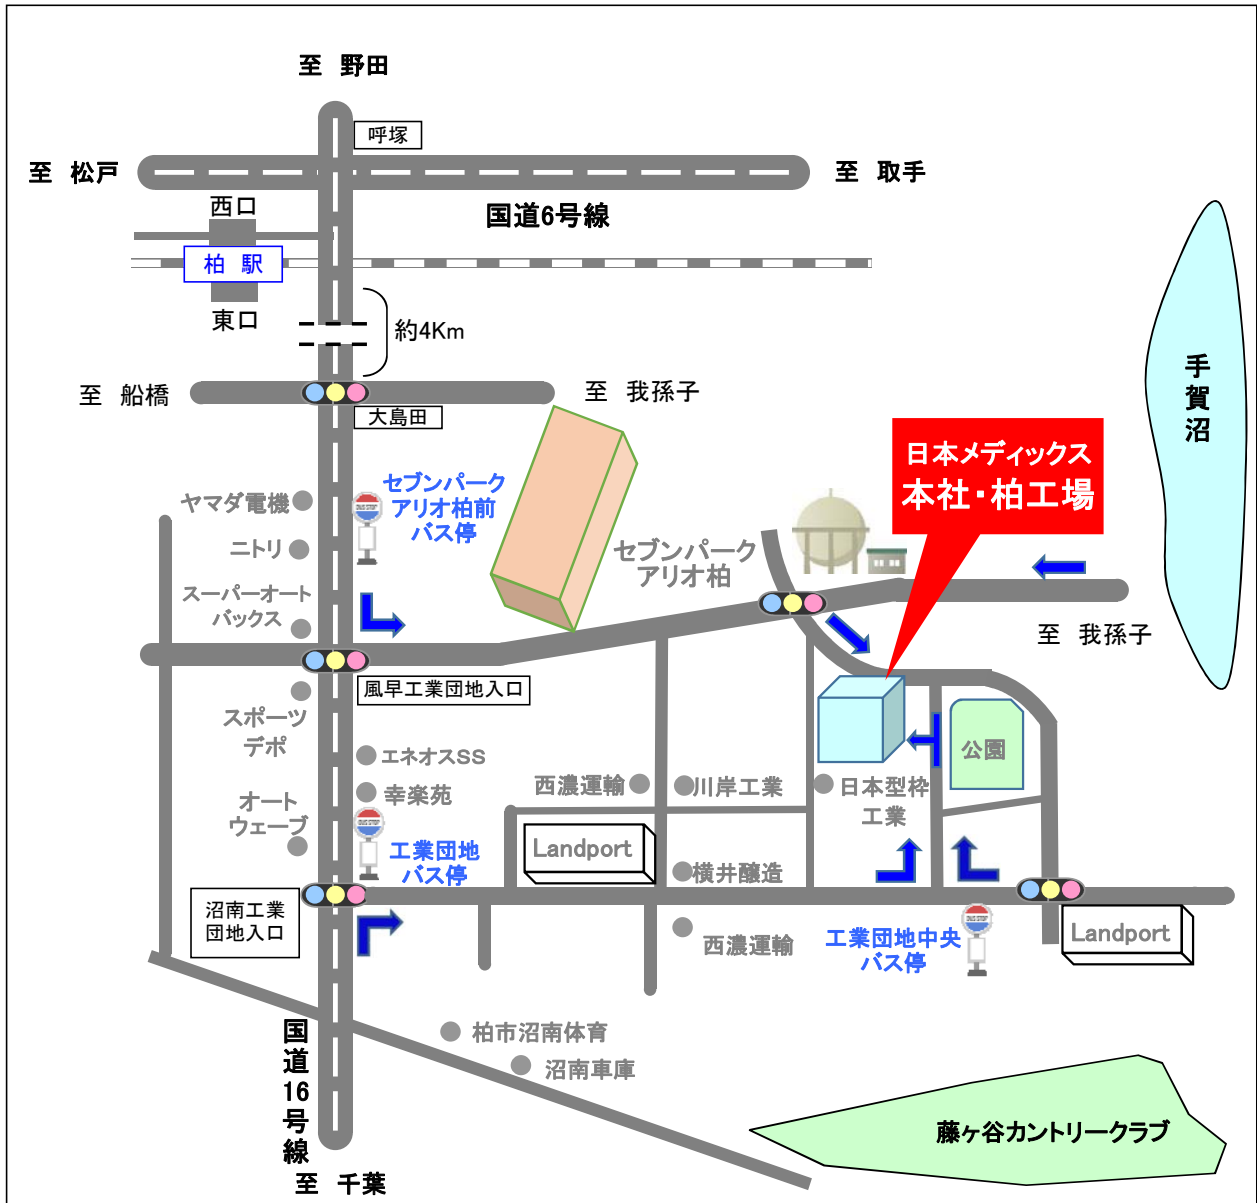 至 野田
呼塚
至 松戸
至 取手
国道6号線
西口
柏 駅
東口
約4Km
至 船橋
至 我孫子
大島田
手賀沼
日本メディックス
本社・柏工場
ヤマダ電機
セブンパーク
アリオ柏前
バス停
ニトリ
セブンパーク
アリオ柏
スーパーオート
バックス
至 我孫子
風早工業団地入口
スポーツ
デポ
エネオスSS
公園
幸楽苑
西濃運輸
川岸工業
日本型枠
工業
オート
ウェーブ
BUS STOP
工業団地
バス停
Landport
横井醸造
沼南工業
団地入口
西濃運輸
工業団地中央
バス停
BUS STOP
Landport
国道16号線
柏市沼南体育
沼南車庫
藤ヶ谷カントリークラブ
至 千葉
BUS STOP